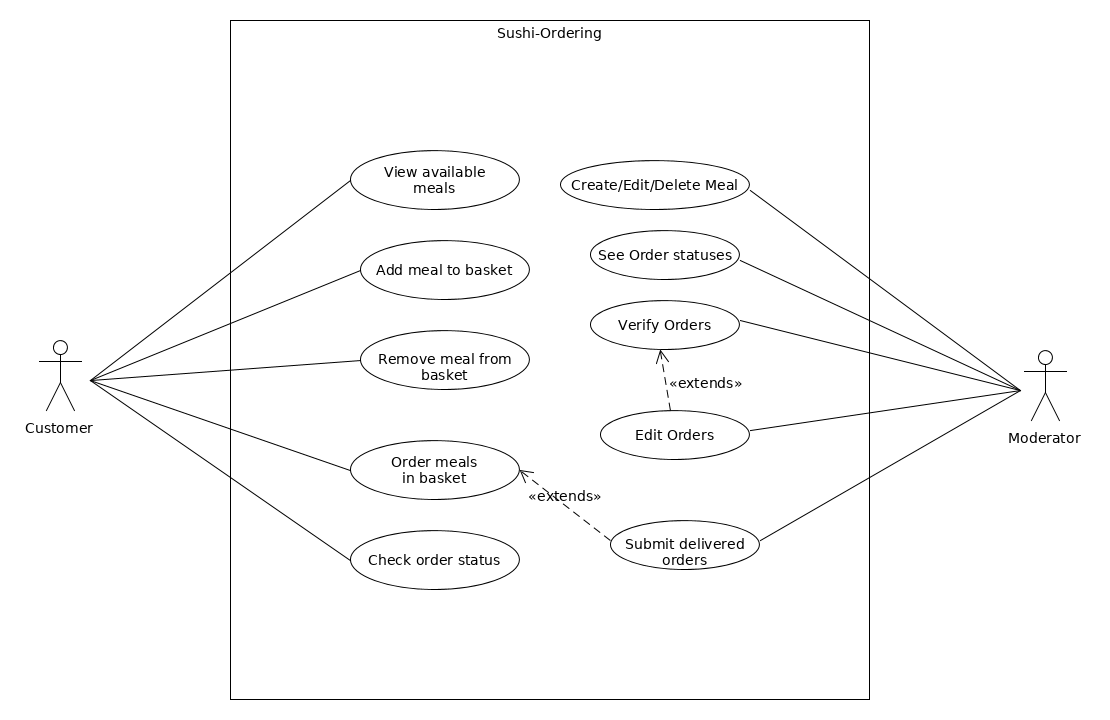 Sushi-Ordering
View available
meals
Create/Edit/Delete Meal
Add meal to basket
See Order statuses
Verify Orders
Remove meal from
basket
«extends»
Customer
Moderator
Edit Orders
Order meals
in basket
«extends»
Submit delivered
orders
Check order status